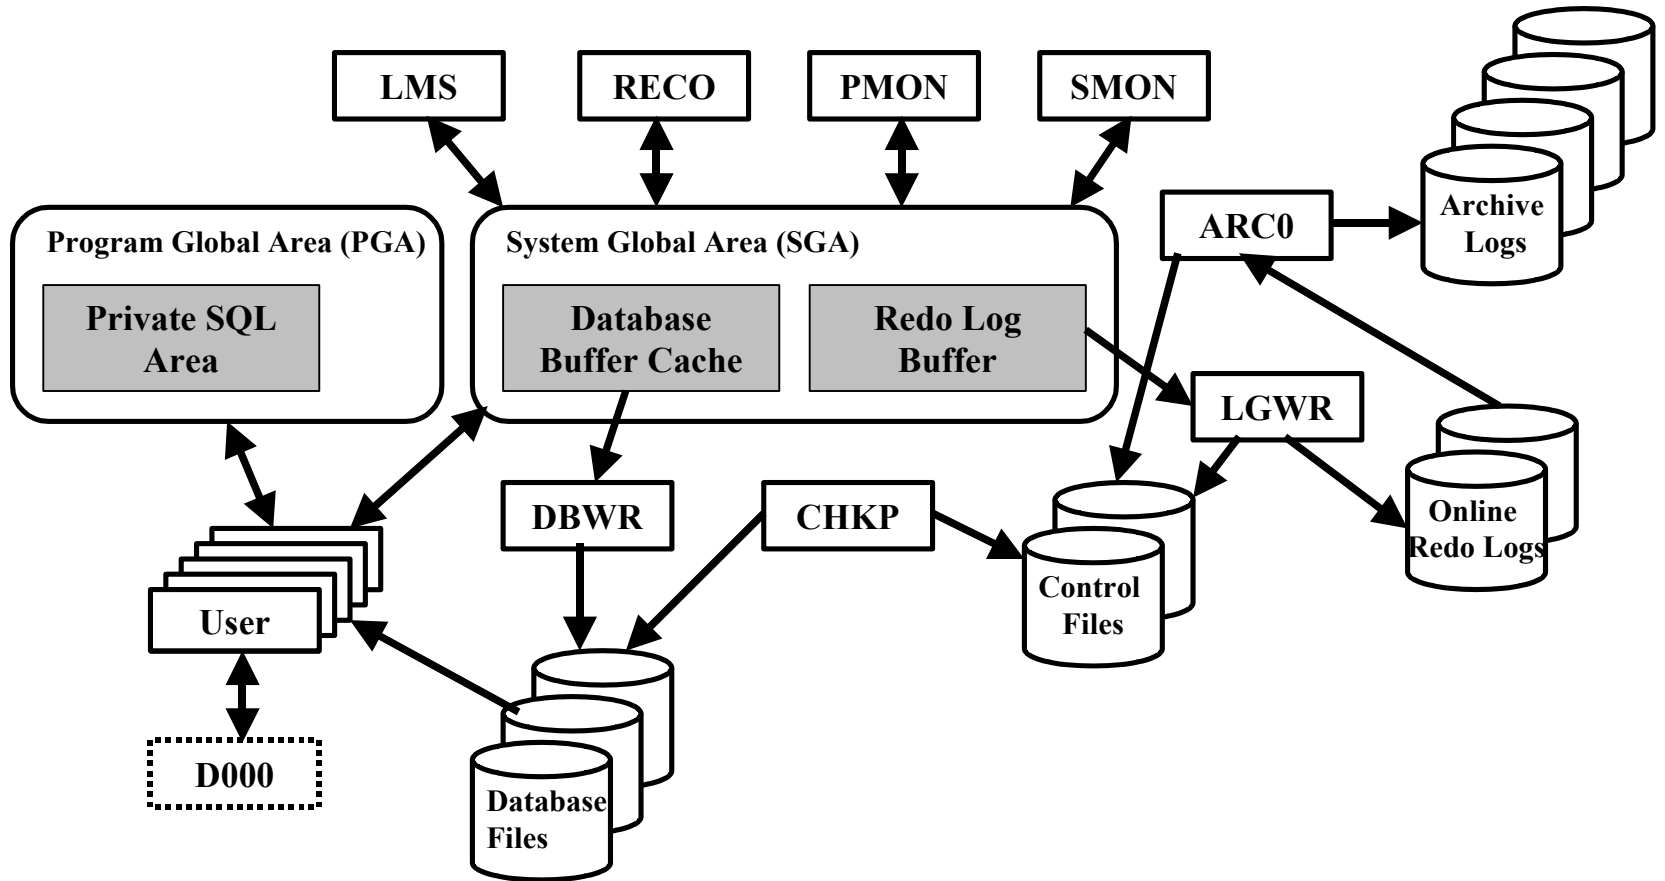 LMS
RECO
PMON
SMON
Archive
Logs
ARC0
Program Global Area (PGA)
System Global Area (SGA)
Private SQL
Area
Database
Buffer Cache
Redo Log
Buffer
LGWR
DBWR
CHKP
Online
Redo Logs
Control
Files
User
D000
Database
Files